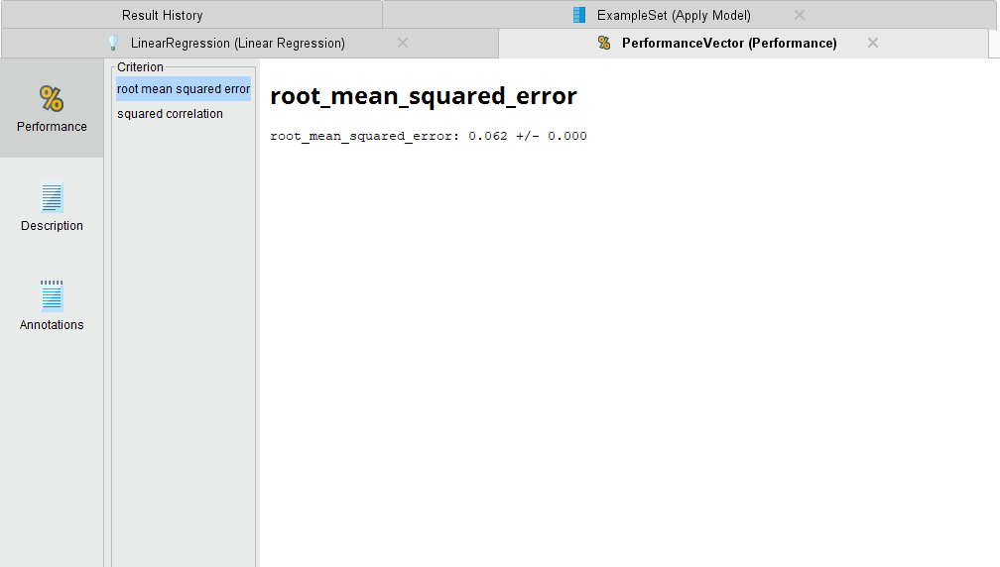 Result History
ExampleSet (Apply Model)
LinearRegression (Linear Regression)
PerformanceVector (Performance)
Performance
Description
Annotations
Criterion
root mean squared error
squared correlation
root_mean_squared_error
root_mean_squared_error: 0.062 +/- 0.000